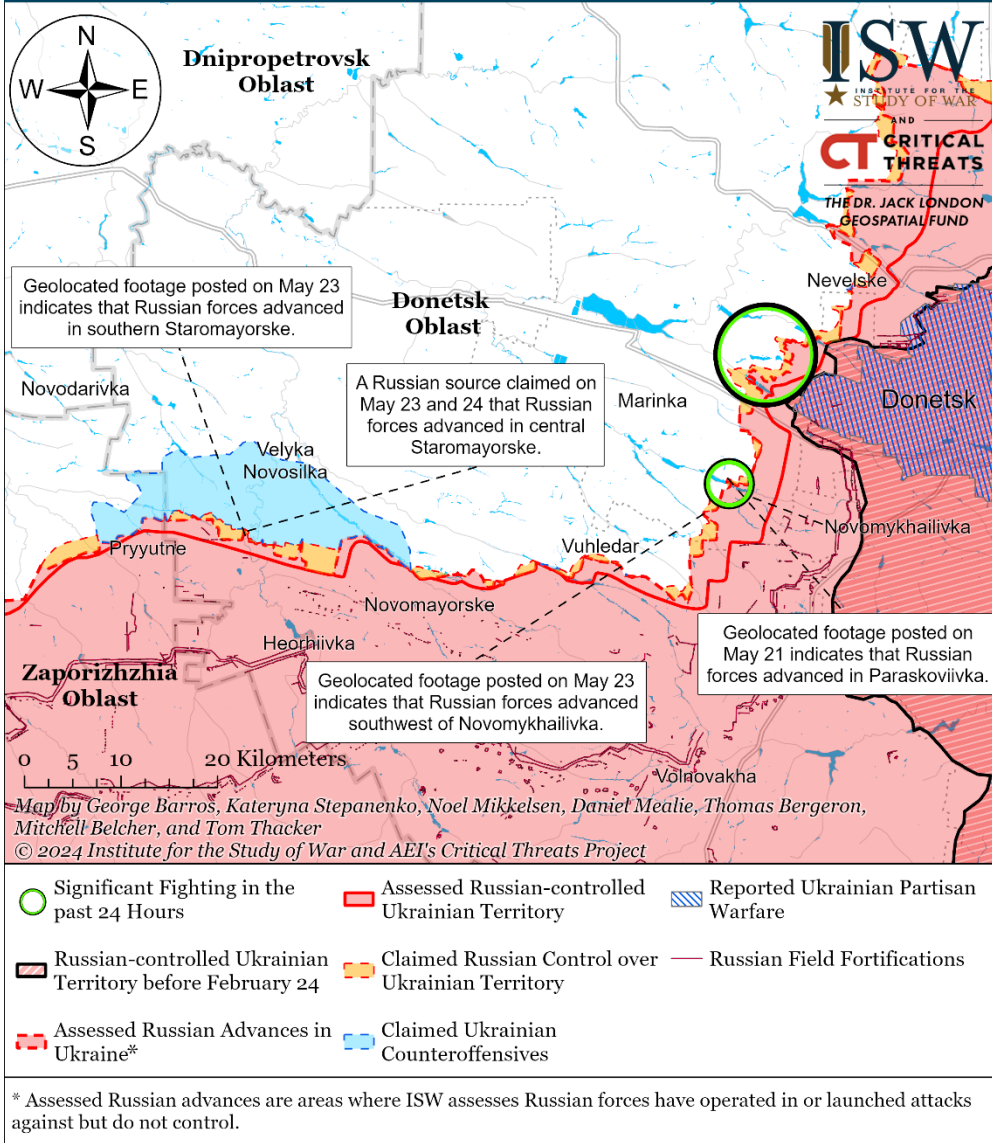 N
W
E
S
Dnipropetrovsk
Oblast
ISW
INSTITUTE FOR THE
STUDY OF WAR
AND
CT CRITICAL
THREATS
THE DR. JACK LONDON
GEOSPATIAL FUND
Geolocated footage posted on May 23
indicates that Russian forces advanced
in southern Staromayorske.
Donetsk
Oblast
Nevelske
Novodarivka
A Russian source claimed on
May 23 and 24 that Russian
forces advanced in central
Staromayorske.
Marinka
Donetsk
Velyka
Novosilka
Novomykhailivka
Pryyutne
Vuhledar
Novomayorske
Heorhiivka
Zaporizhzhia
Oblast
Geolocated footage posted on May 23
indicates that Russian forces advanced
southwest of Novomykhailivka.
Geolocated footage posted on
May 21 indicates that Russian
forces advanced in Paraskoviivka.
0 5 10 20 Kilometers
Volnovakha
Map by George Barros, Kateryna Stepanenko, Noel Mikkelsen, Daniel Mealie, Thomas Bergeron,
Mitchell Belcher, and Tom Thacker
© 2024 Institute for the Study of War and AEI's Critical Threats Project
Significant Fighting in the
past 24 Hours
Assessed Russian-controlled
Ukrainian Territory
Reported Ukrainian Partisan
Warfare
Russian-controlled Ukrainian
Territory before February 24
Claimed Russian Control over
Ukrainian Territory
Russian Field Fortifications
Assessed Russian Advances in
Ukraine*
Claimed Ukrainian
Counteroffensives
* Assessed Russian advances are areas where ISW assesses Russian forces have operated in or launched attacks
against but do not control.